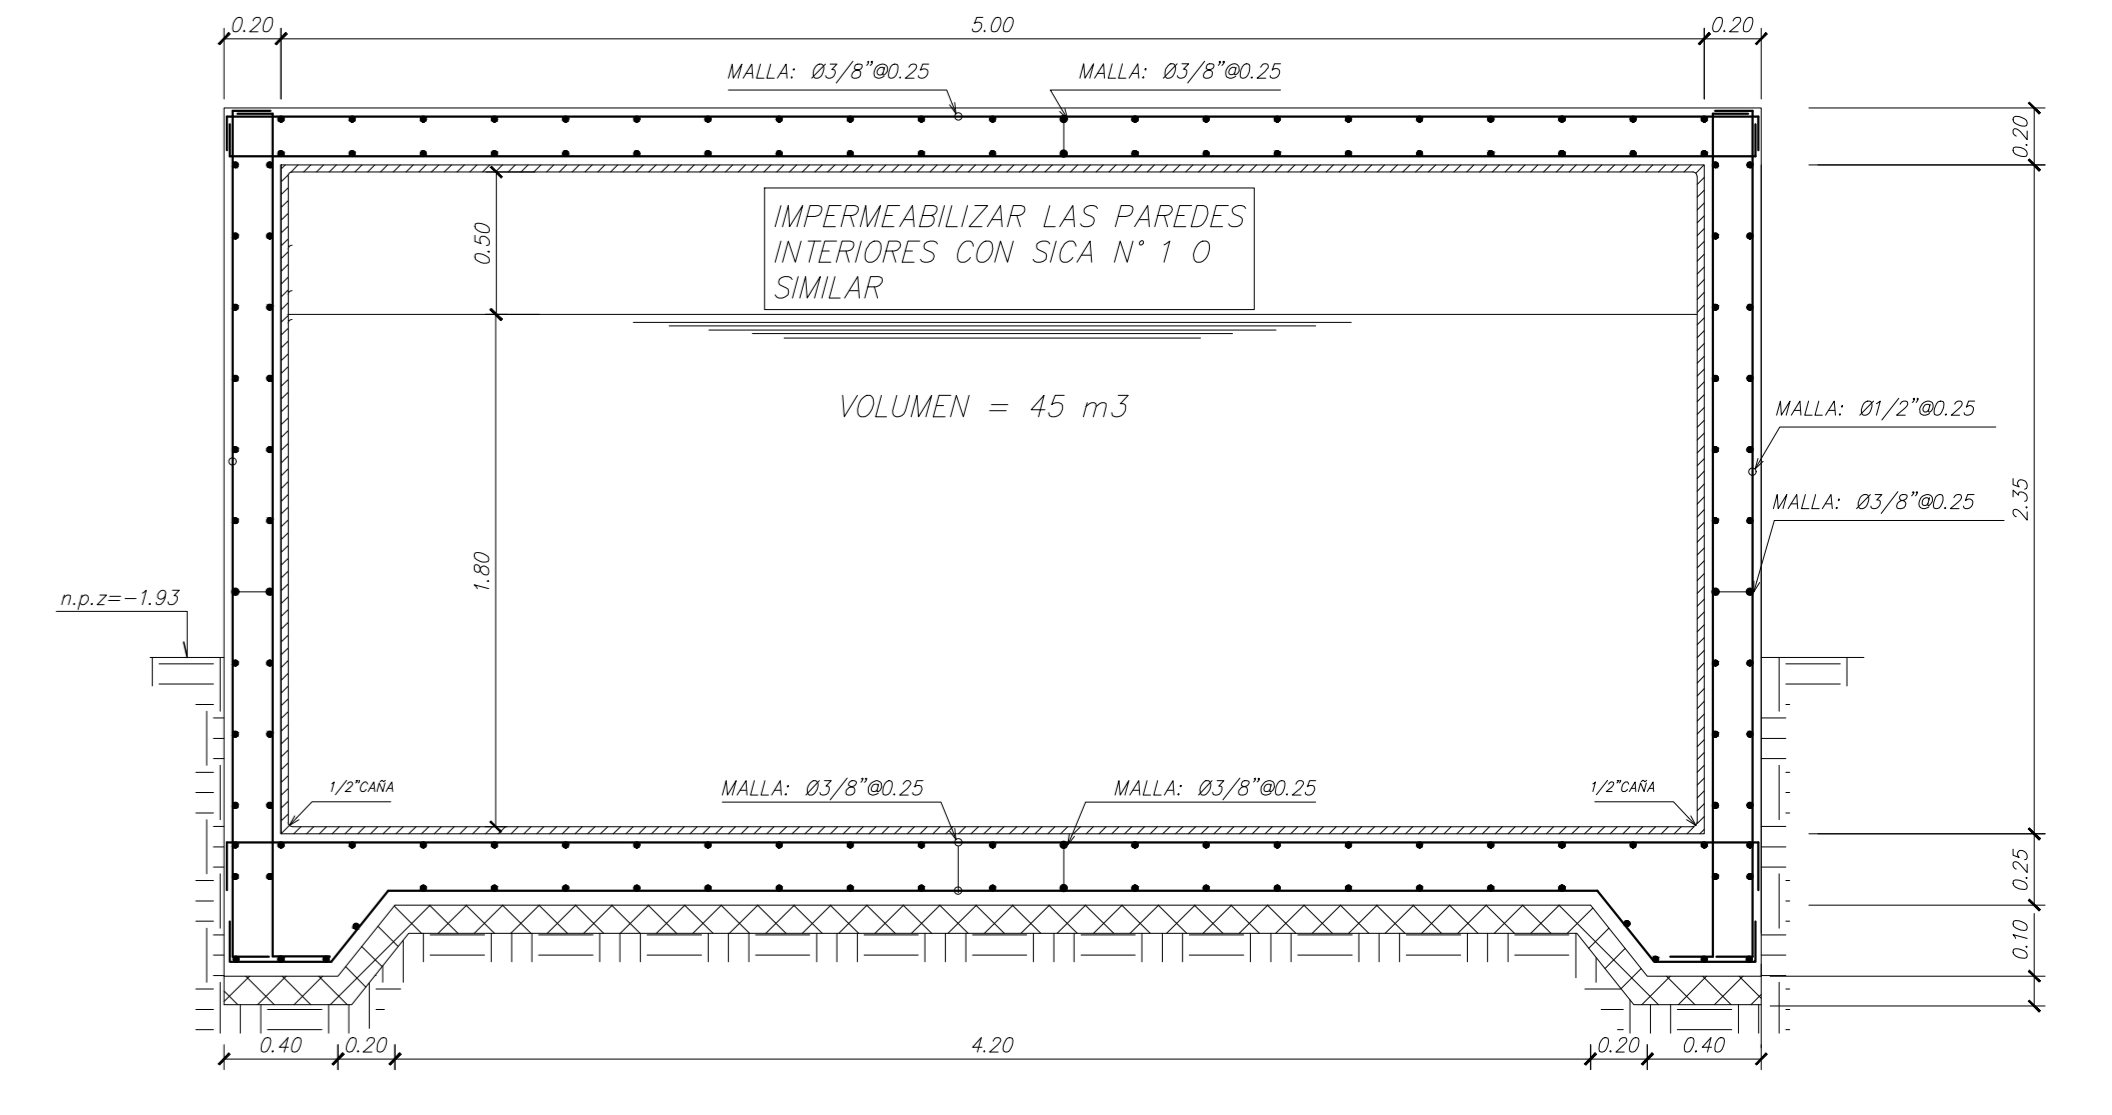 0.20
5.00
0.20
MALLA: Ø3/8"@0.25
MALLA: Ø3/8"@0.25
0.20
IMPERMEABILIZAR LAS PAREDES
INTERIORES CON SICA N° 1 O
SIMILAR
0.50
VOLUMEN = 45 m3
MALLA: Ø1/2"@0.25
MALLA: Ø3/8"@0.25
2.35
1.80
n.p.z=-1.93
1/2"CAÑA
MALLA: Ø3/8"@0.25
MALLA: Ø3/8"@0.25
1/2"CAÑA
0.25
0.10
0.40
0.20
4.20
0.20
0.40